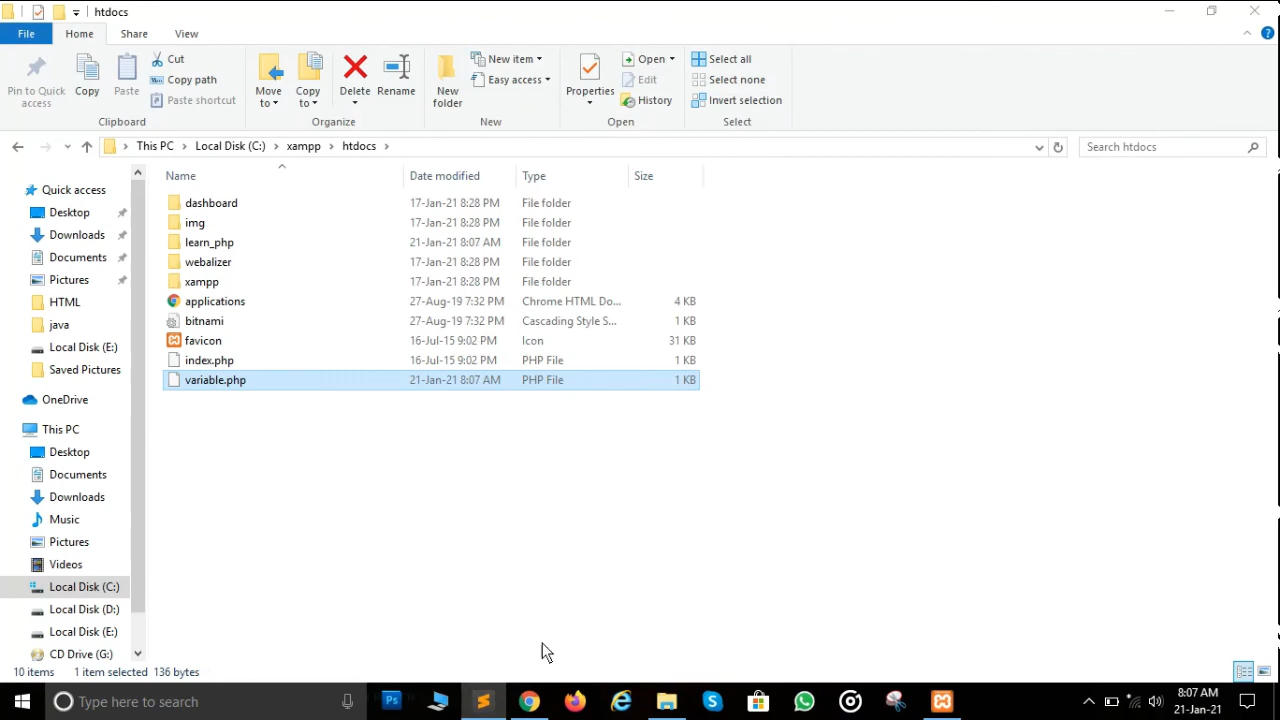 htdocs
File Home Share View
Pin to Quick access
Copy
Paste
Cut
Copy path
Paste shortcut
Clipboard
Move to
Copy to
Delete
Rename
Organize
New folder
New item
Easy access
New
Properties
Open
Edit
History
Open
Select all
Select none
Invert selection
Select
This PC > Local Disk (C:) > xampp > htdocs >
Search htdocs
Name Date modified Type Size
dashboard 17-Jan-21 8:28 PM File folder
img 17-Jan-21 8:28 PM File folder
learn_php 21-Jan-21 8:07 AM File folder
webalizer 17-Jan-21 8:28 PM File folder
xampp 17-Jan-21 8:28 PM File folder
applications 27-Aug-19 7:32 PM Chrome HTML Do... 4 KB
bitnami 27-Aug-19 7:32 PM Cascading Style S... 1 KB
favicon 16-Jul-15 9:02 PM Icon 31 KB
index.php 16-Jul-15 9:02 PM PHP File 1 KB
variable.php 21-Jan-21 8:07 AM PHP File 1 KB
Quick access
Desktop
Downloads
Documents
Pictures
HTML
java
Local Disk (E:)
Saved Pictures
OneDrive
This PC
Desktop
Documents
Downloads
Music
Pictures
Videos
Local Disk (C:)
Local Disk (D:)
Local Disk (E:)
CD Drive (G:)
10 items 1 item selected 136 bytes
Type here to search
Ps
8:07 AM
21-Jan-21